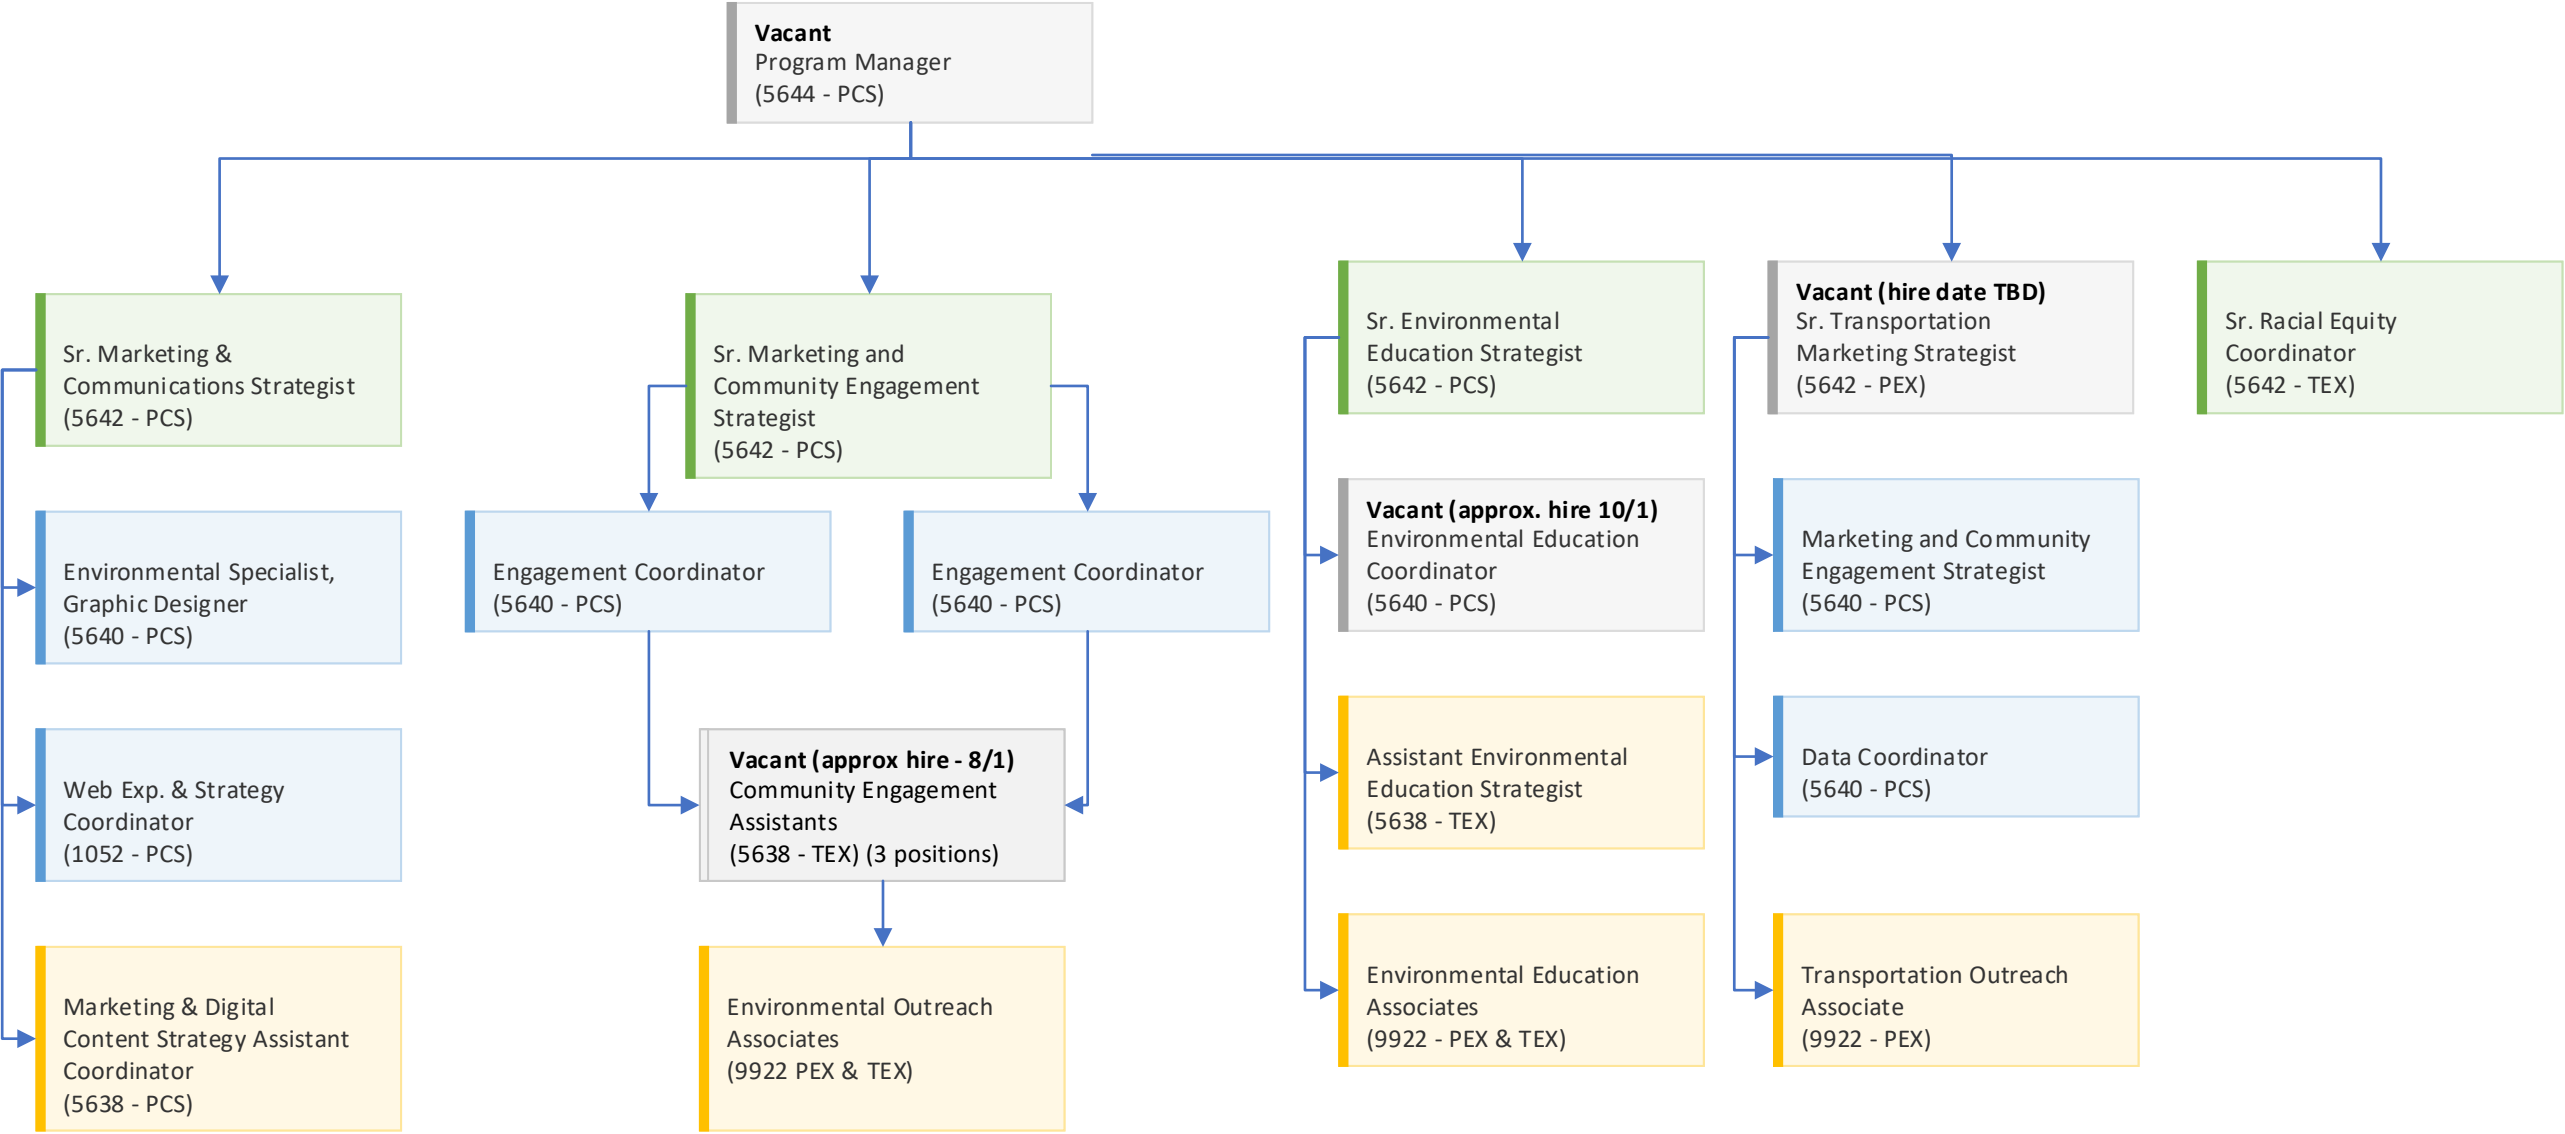 Vacant
Program Manager
(5644 - PCS)
Sr. Marketing &
Communications Strategist
(5642 - PCS)
Sr. Marketing and
Community Engagement
Strategist
(5642 - PCS)
Sr. Environmental
Education Strategist
(5642 - PCS)
Vacant (hire date TBD)
Sr. Transportation
Marketing Strategist
(5642 - PEX)
Sr. Racial Equity
Coordinator
(5642 - TEX)
Environmental Specialist,
Graphic Designer
(5640 - PCS)
Engagement Coordinator
(5640 - PCS)
Engagement Coordinator
(5640 - PCS)
Vacant (approx. hire 10/1)
Environmental Education
Coordinator
(5640 - PCS)
Marketing and Community
Engagement Strategist
(5640 - PCS)
Web Exp. & Strategy
Coordinator
(1052 - PCS)
Vacant (approx hire - 8/1)
Community Engagement
Assistants
(5638 - TEX) (3 positions)
Assistant Environmental
Education Strategist
(5638 - TEX)
Data Coordinator
(5640 - PCS)
Marketing & Digital
Content Strategy Assistant
Coordinator
(5638 - PCS)
Environmental Outreach
Associates
(9922 PEX & TEX)
Environmental Education
Associates
(9922 - PEX & TEX)
Transportation Outreach
Associate
(9922 - PEX)